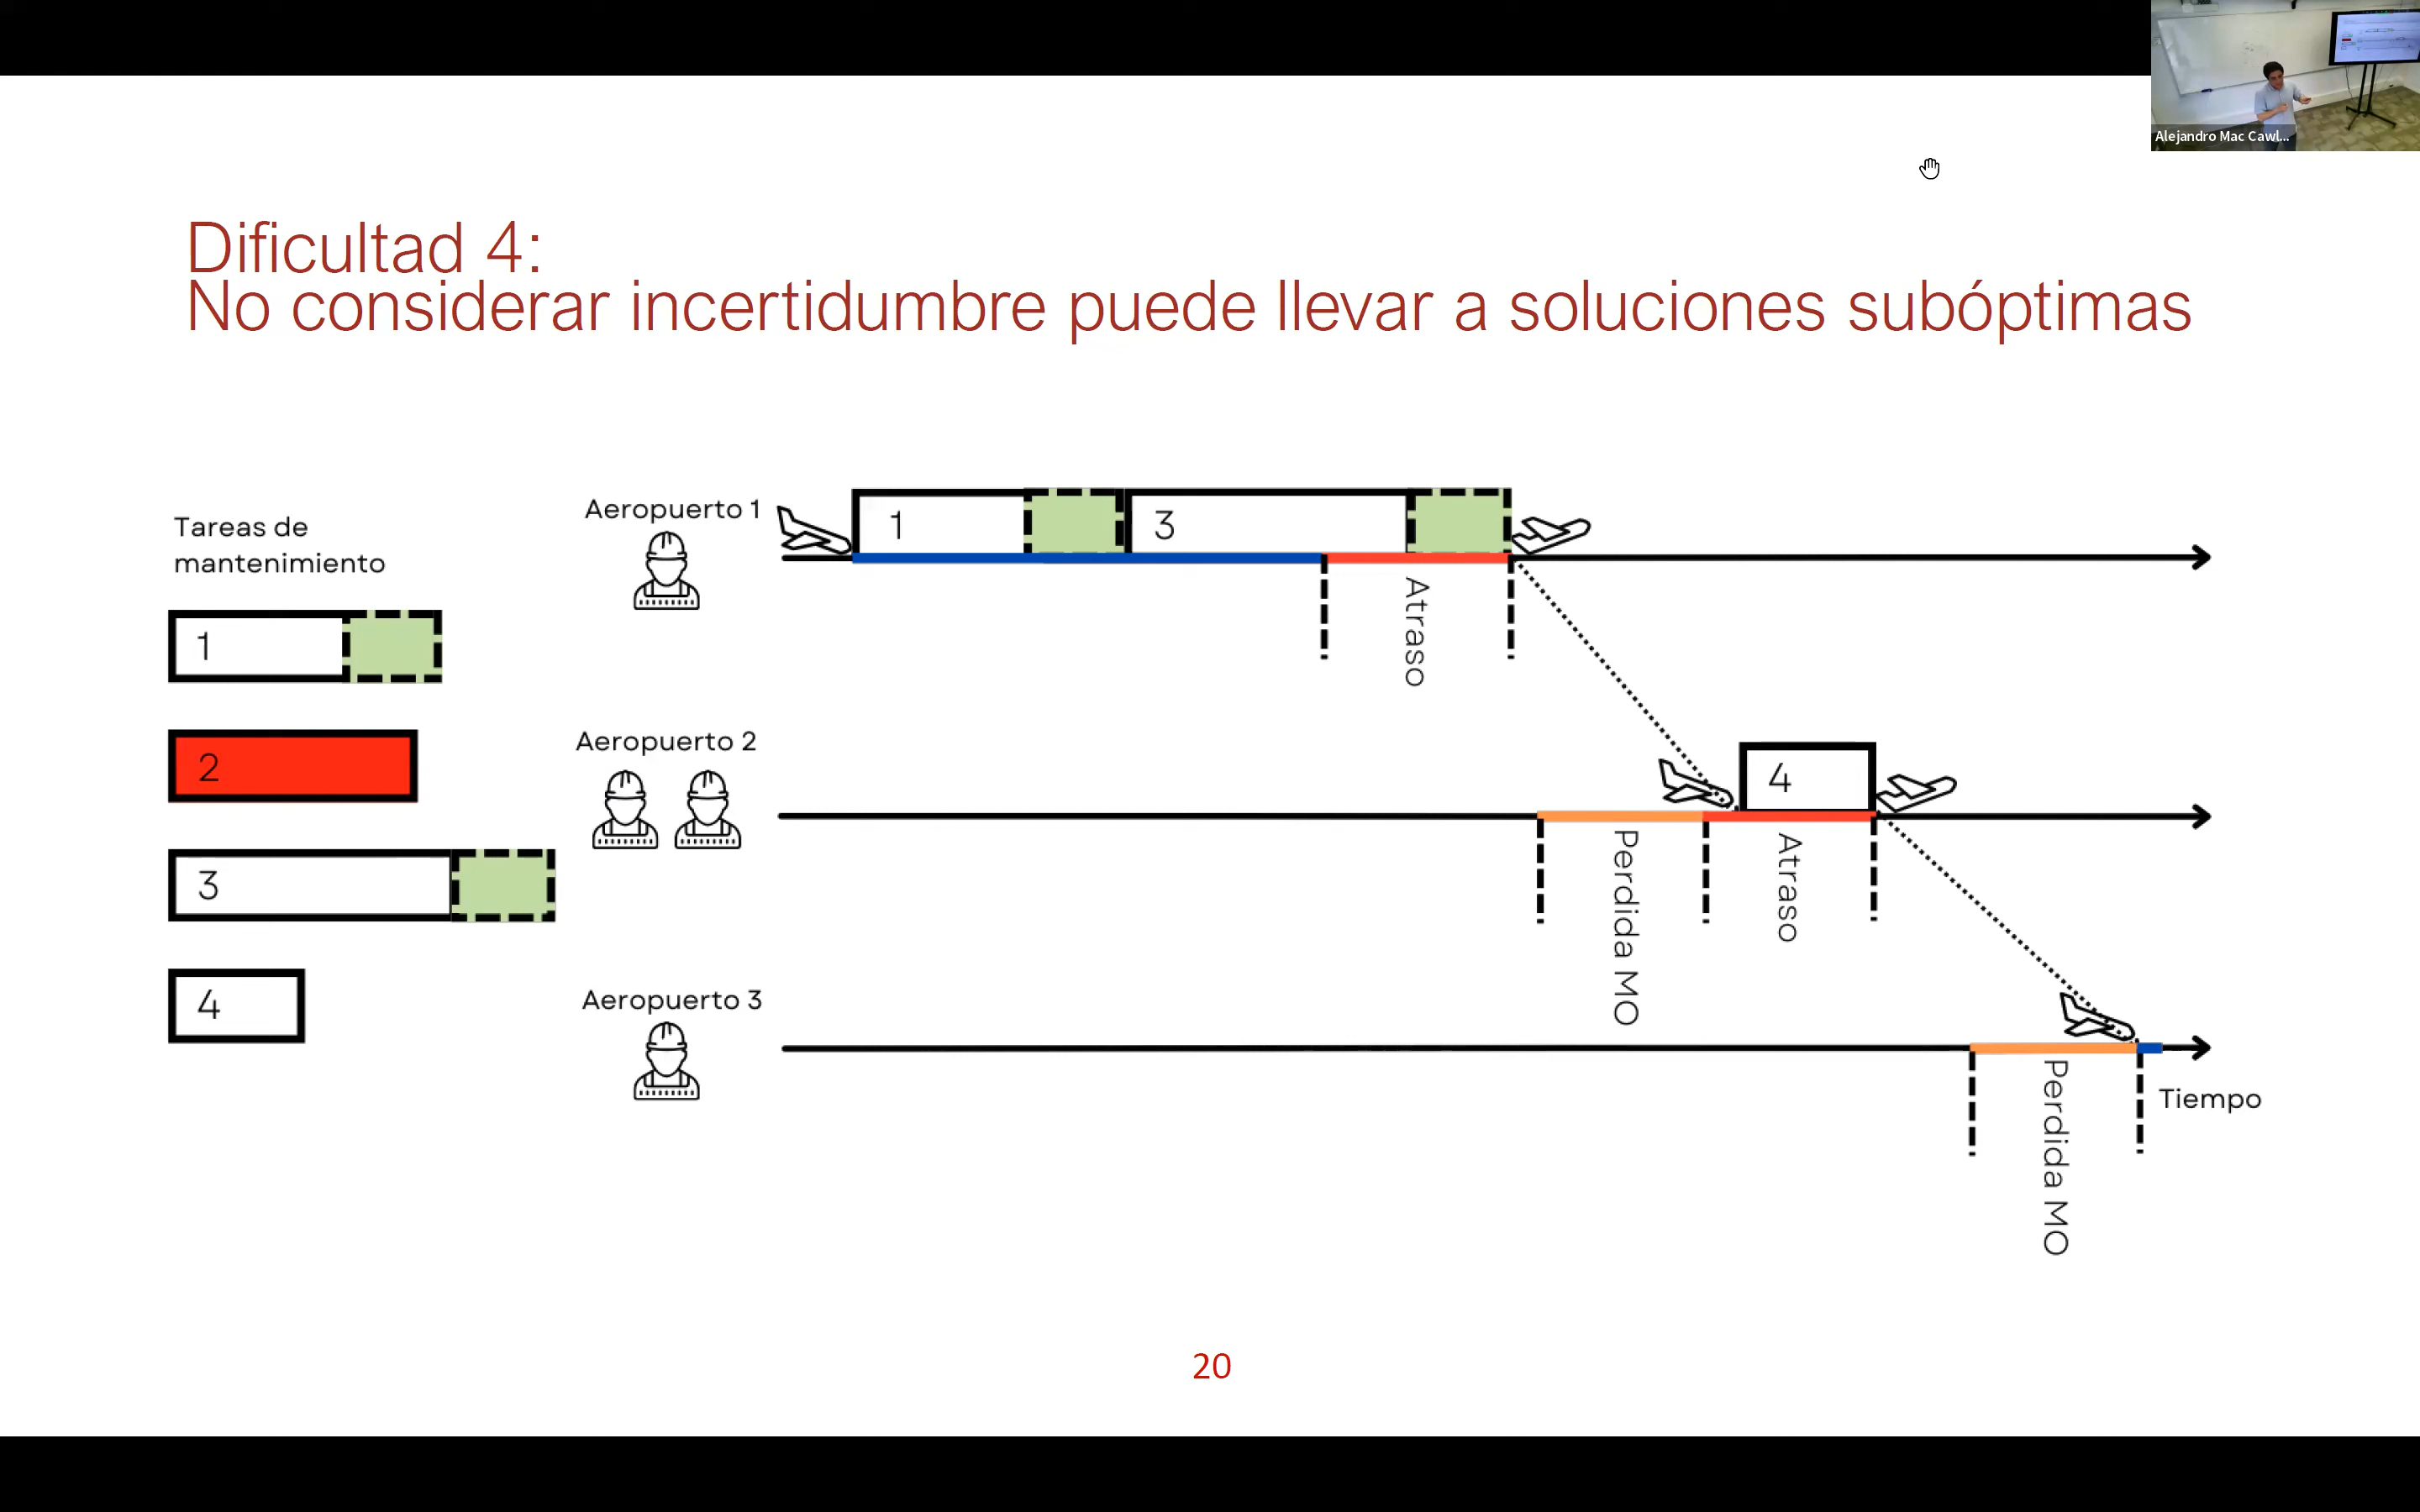 Alejandro Mac Cawl...
Dificultad 4:
No considerar incertidumbre puede llevar a soluciones subóptimas
Tareas de
mantenimiento
1
2
3
4
Aeropuerto 1
1
3
Atraso
Aeropuerto 2
4
Perdida MO
Atraso
Aeropuerto 3
Perdida MO
Tiempo
20